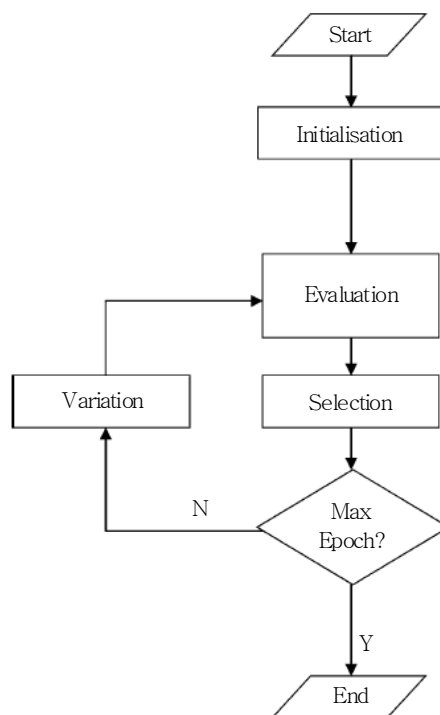 Start
Initialisation
Evaluation
Variation
Selection
N
Max
Epoch?
Y
End